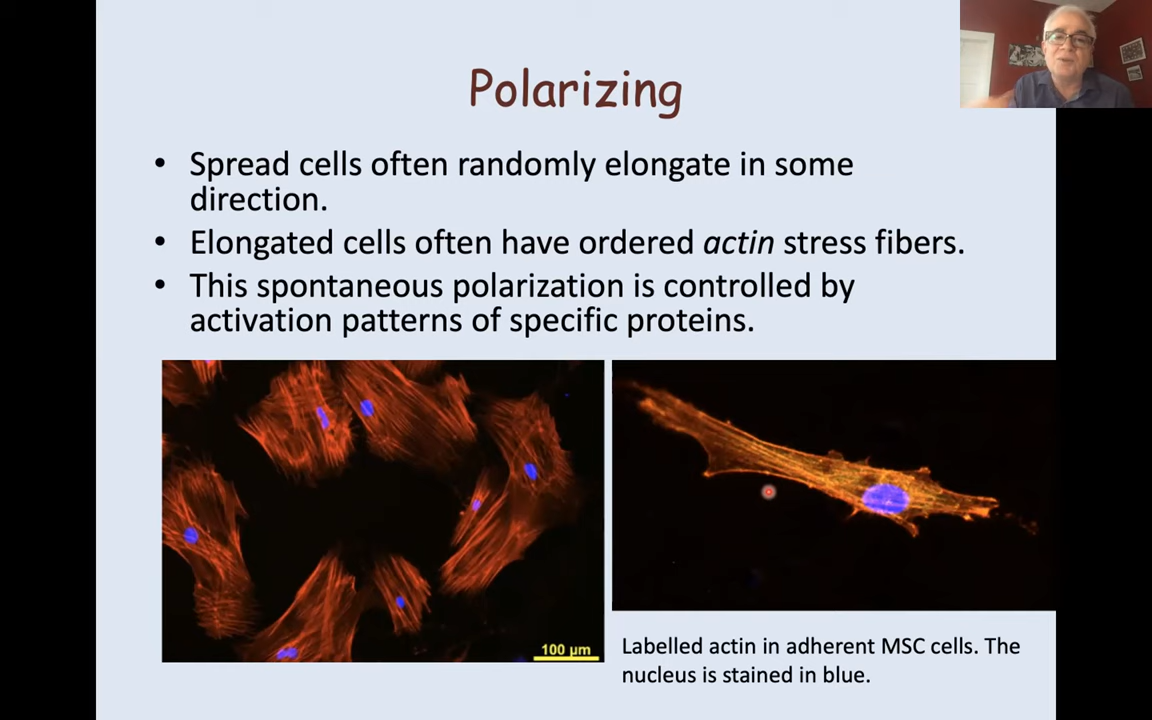 Polarizing
• Spread cells often randomly elongate in some
direction.
• Elongated cells often have ordered actin stress fibers.
• This spontaneous polarization is controlled by
activation patterns of specific proteins.
100 µm
Labelled actin in adherent MSC cells. The
nucleus is stained in blue.